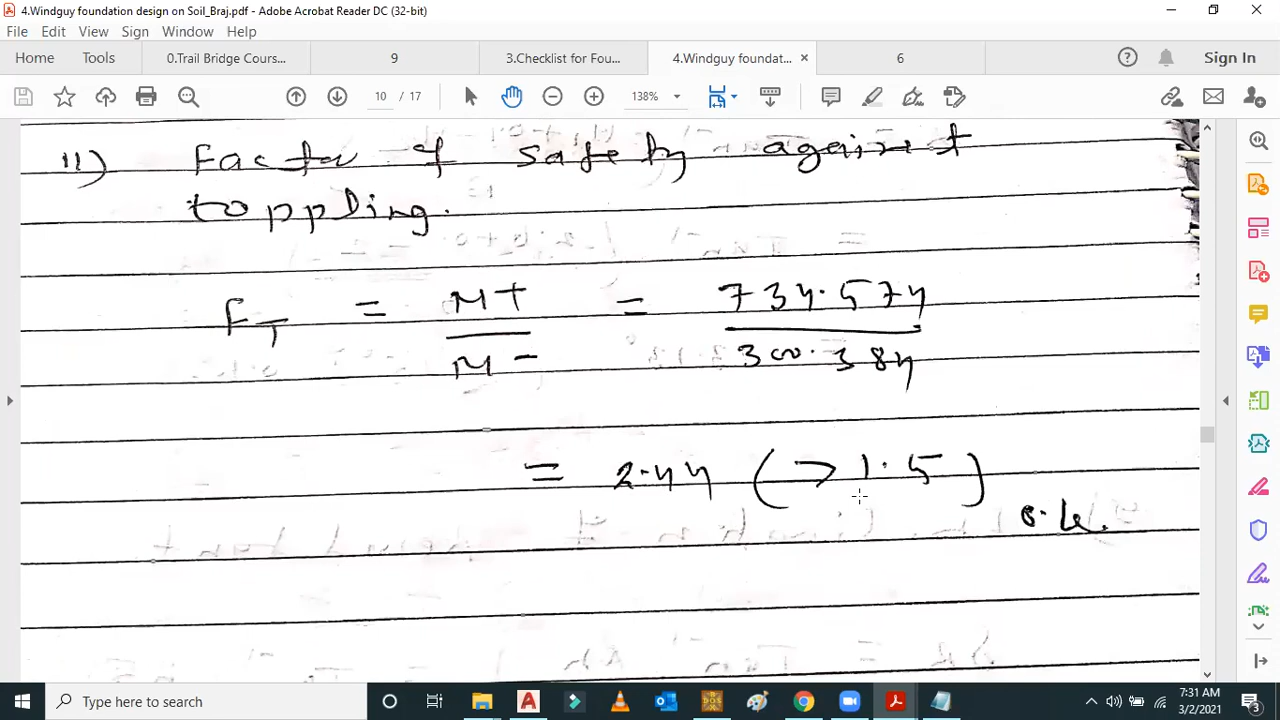 4.Windguy foundation design on Soil_Braj.pdf - Adobe Acrobat Reader DC (32-bit)
File Edit View Sign Window Help
Home Tools 0.Trail Bridge Cours... 9 3.Checklist for Fou... 4.Windguy foundat... × 6 Sign In
10 / 17 138%
11) Factor of safety against
toppling.
FT = M+ / M- = 734.574 / 300.384
= 2.44 (> 1.5)
o.k.
Type here to search
7:31 AM
3/2/2021
3